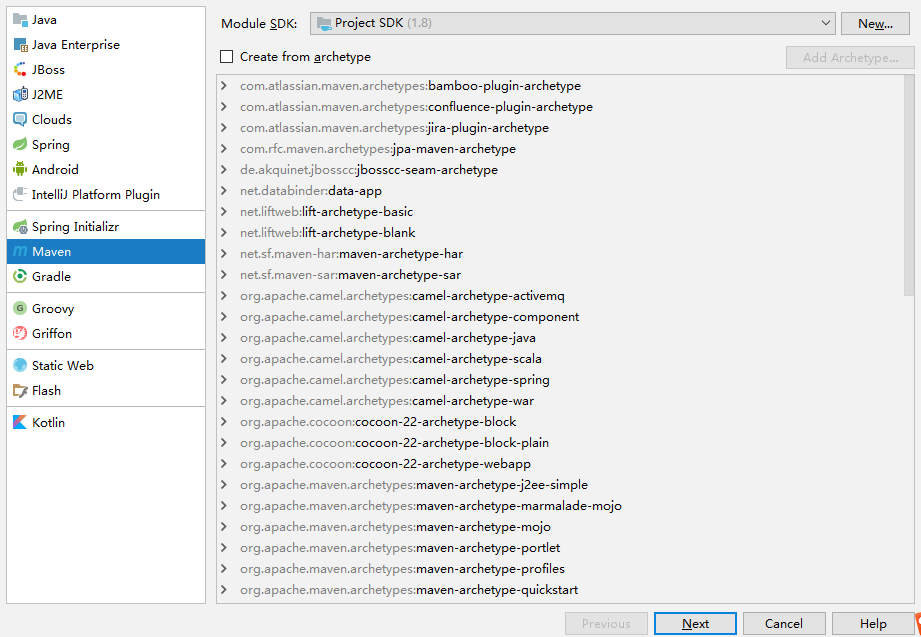 Java
Java Enterprise
JBoss
J2ME
Clouds
Spring
Android
IntelliJ Platform Plugin
Spring Initializr
Maven
Gradle
Groovy
Griffon
Static Web
Flash
Kotlin
Module SDK: Project SDK (1.8) New...
Create from archetype Add Archetype...
com.atlassian.maven.archetypes:bamboo-plugin-archetype
com.atlassian.maven.archetypes:confluence-plugin-archetype
com.atlassian.maven.archetypes:jira-plugin-archetype
com.rfc.maven.archetypes:jpa-maven-archetype
de.akquinet.jbosscc:jbosscc-seam-archetype
net.databinder:data-app
net.liftweb:lift-archetype-basic
net.liftweb:lift-archetype-blank
net.sf.maven-har:maven-archetype-har
net.sf.maven-sar:maven-archetype-sar
org.apache.camel.archetypes:camel-archetype-activemq
org.apache.camel.archetypes:camel-archetype-component
org.apache.camel.archetypes:camel-archetype-java
org.apache.camel.archetypes:camel-archetype-scala
org.apache.camel.archetypes:camel-archetype-spring
org.apache.camel.archetypes:camel-archetype-war
org.apache.cocoon:cocoon-22-archetype-block
org.apache.cocoon:cocoon-22-archetype-block-plain
org.apache.cocoon:cocoon-22-archetype-webapp
org.apache.maven.archetypes:maven-archetype-j2ee-simple
org.apache.maven.archetypes:maven-archetype-marmalade-mojo
org.apache.maven.archetypes:maven-archetype-mojo
org.apache.maven.archetypes:maven-archetype-portlet
org.apache.maven.archetypes:maven-archetype-profiles
org.apache.maven.archetypes:maven-archetype-quickstart
Previous Next Cancel Help